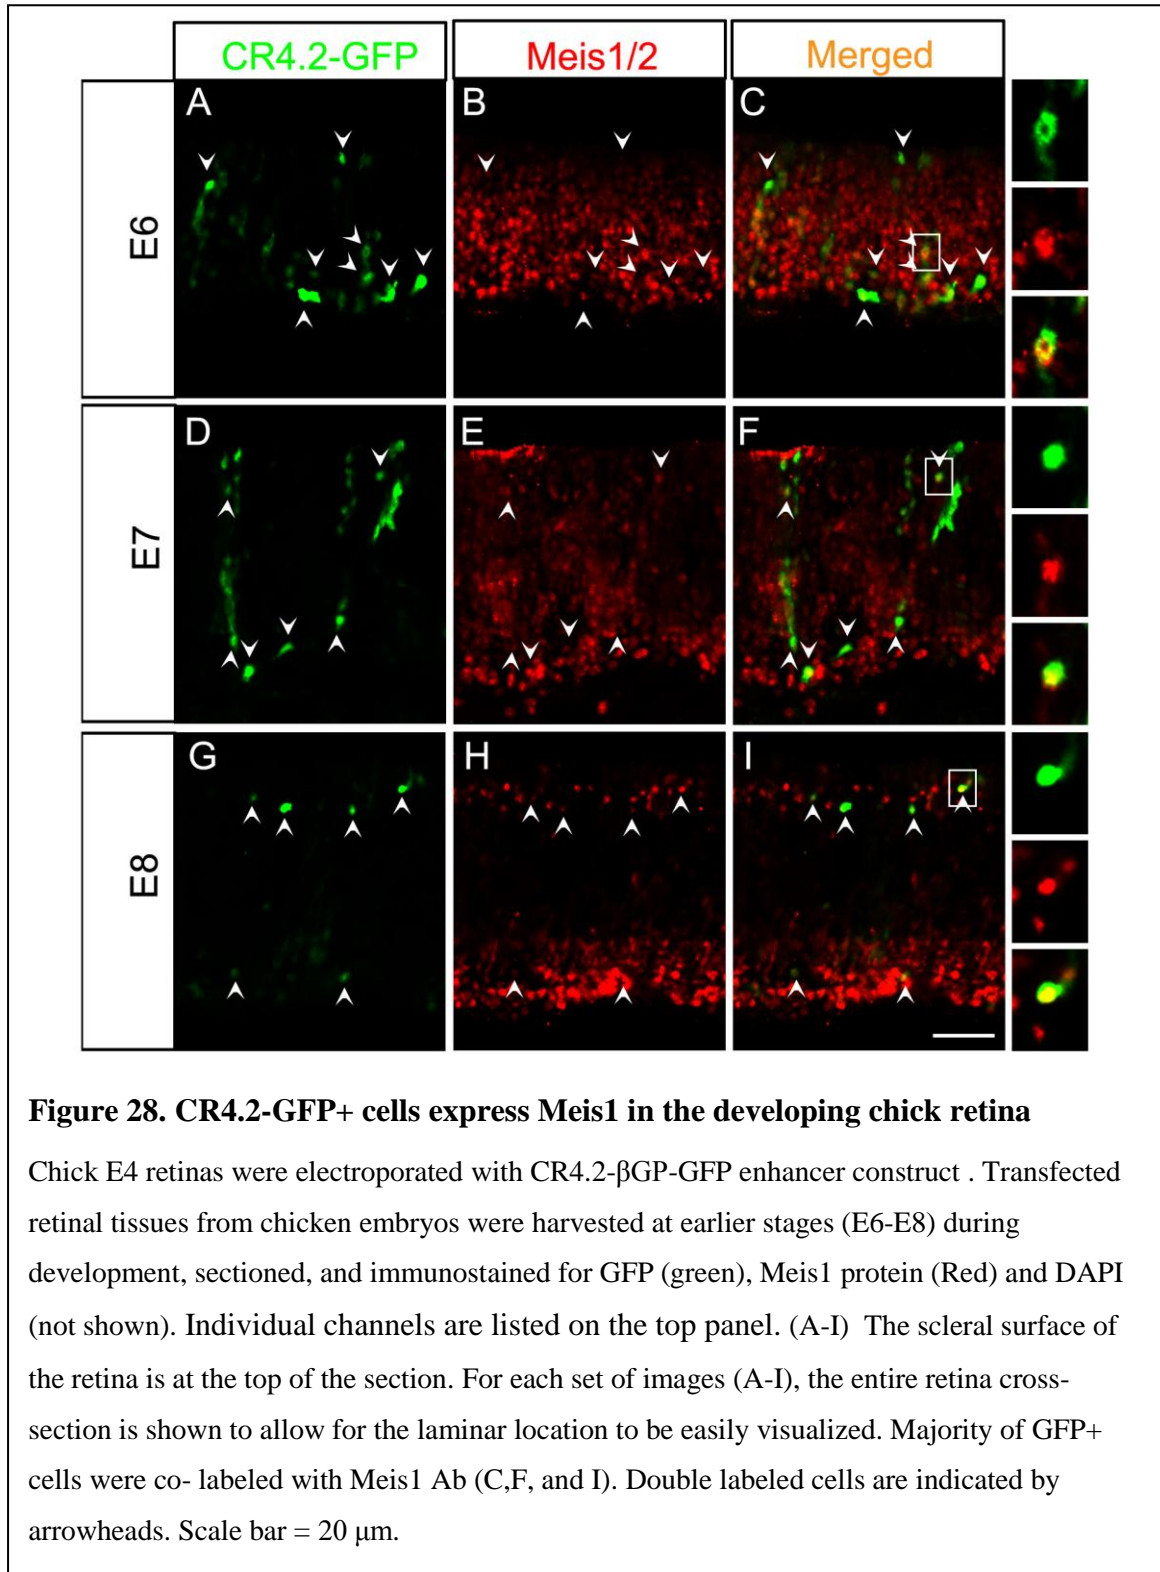 CR4.2-GFP Meis1/2 Merged
E6 A B C
E7 D E F
E8 G H I
Figure 28. CR4.2-GFP+ cells express Meis1 in the developing chick retina
Chick E4 retinas were electroporated with CR4.2-βGP-GFP enhancer construct . Transfected
retinal tissues from chicken embryos were harvested at earlier stages (E6-E8) during
development, sectioned, and immunostained for GFP (green), Meis1 protein (Red) and DAPI
(not shown). Individual channels are listed on the top panel. (A-I) The scleral surface of
the retina is at the top of the section. For each set of images (A-I), the entire retina cross-
section is shown to allow for the laminar location to be easily visualized. Majority of GFP+
cells were co- labeled with Meis1 Ab (C,F, and I). Double labeled cells are indicated by
arrowheads. Scale bar = 20 μm.